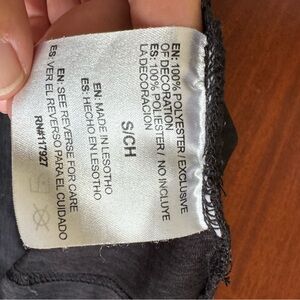 EN: 100% POLYESTER / EXCLUSIVE
OF DECORATION
ES: 100% POLIESTER / NO INCLUYE
LA DECORACION
S/CH
EN: MADE IN LESOTHO
ES: HECHO EN LESOTHO
EN: SEE REVERSE FOR CARE
ES: VER EL REVERSO PARA EL CUIDADO
RN#117927